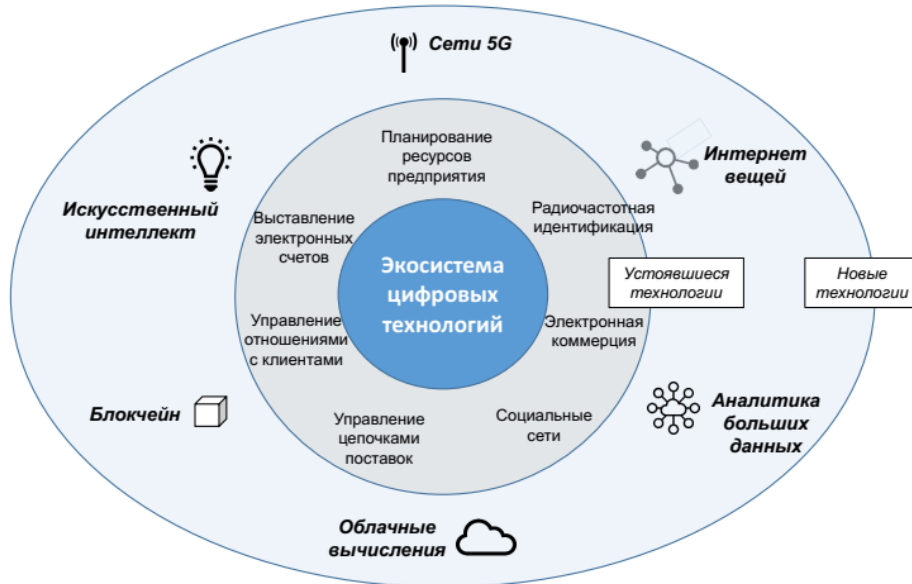 Сети 5G
Планирование
ресурсов
предприятия
Интернет
вещей
Искусственный
интеллект
Радиочастотная
идентификация
Выставление
электронных
счетов
Экосистема
цифровых
технологий
Устоявшиеся
технологии
Новые
технологии
Управление
отношениями
с клиентами
Электронная
коммерция
Блокчейн
Управление
цепочками
поставок
Социальные
сети
Аналитика
больших
данных
Облачные
вычисления